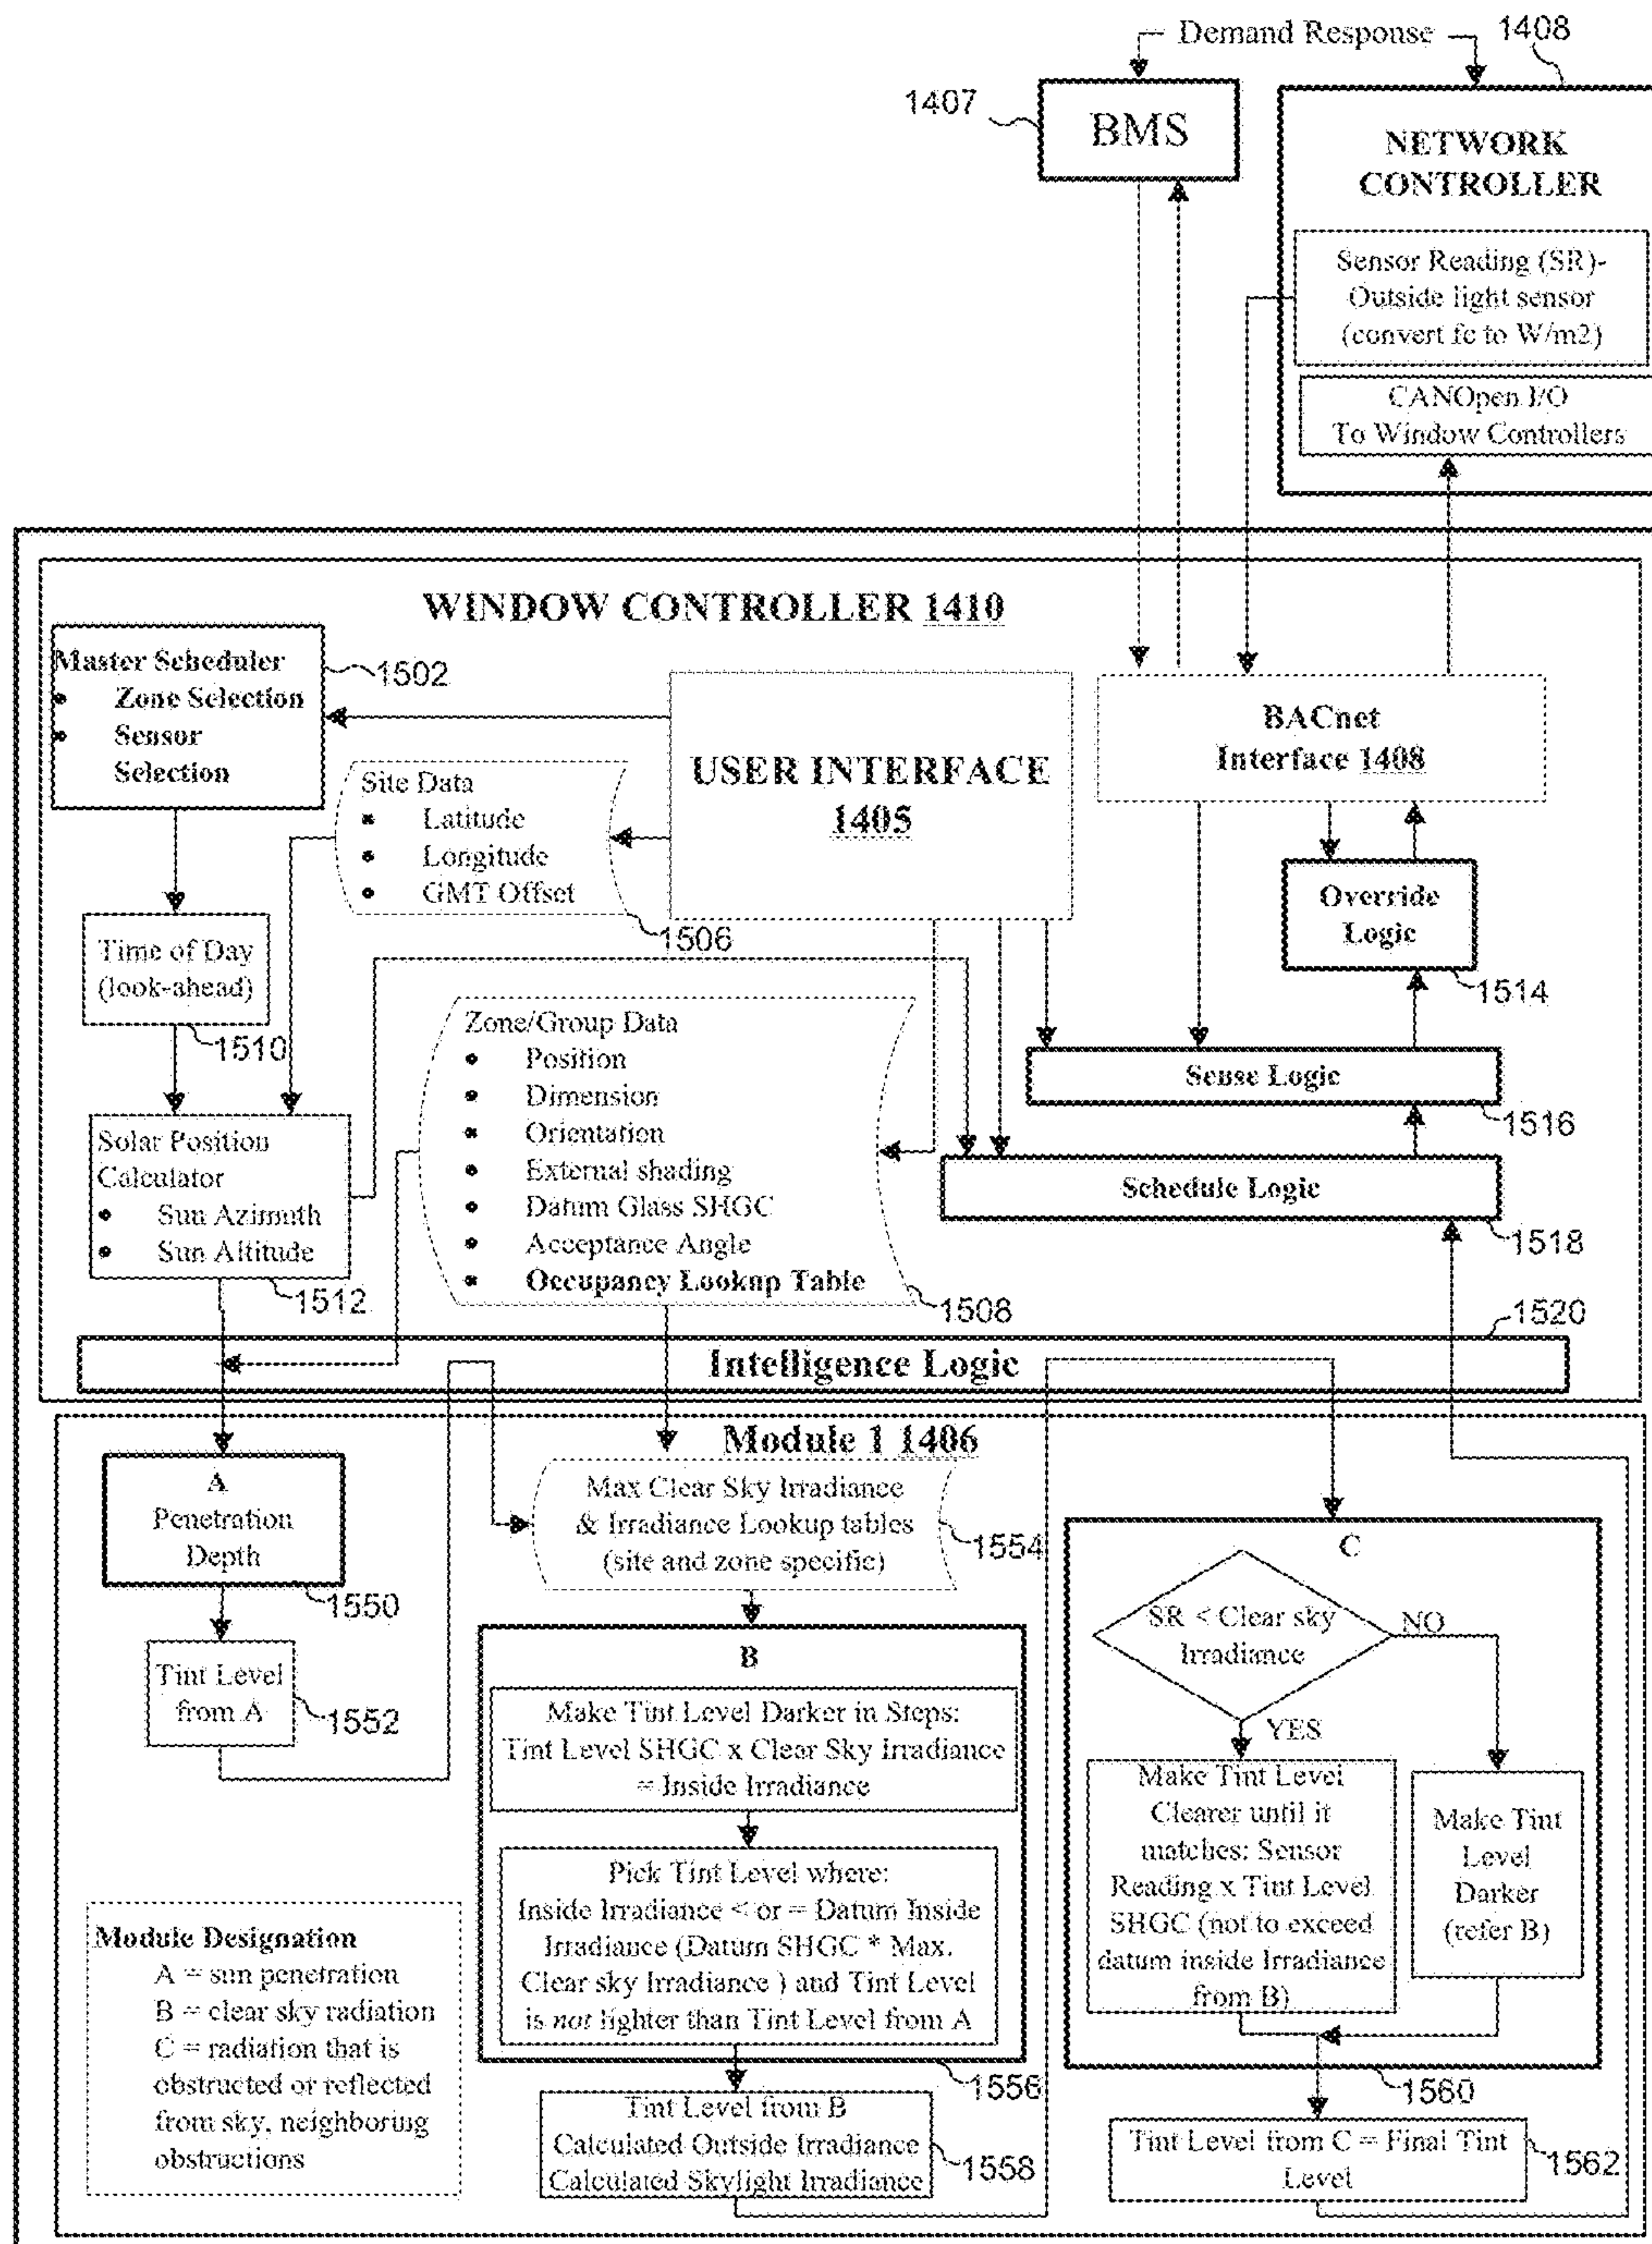 Demand Response
1408
1407
BMS
NETWORK
CONTROLLER
Sensor Reading (SR)-
Outside light sensor
(convert fc to W/m2)
CANOpen I/O
To Window Controllers
WINDOW CONTROLLER 1410
Master Scheduler
• Zone Selection
• Sensor
Selection
1502
Site Data
• Latitude
• Longitude
• GMT Offset
1506
USER INTERFACE
1405
BACnet
Interface 1408
Override
Logic
1514
Time of Day
(look-ahead)
1510
Zone/Group Data
• Position
• Dimension
• Orientation
• External shading
• Datum Glass SHGC
• Acceptance Angle
• Occupancy Lookup Table
1508
Sense Logic
1516
Solar Position
Calculator
• Sun Azimuth
• Sun Altitude
1512
Schedule Logic
1518
1520
Intelligence Logic
Module 1 1406
A
Penetration
Depth
1550
Tint Level
from A
1552
Max Clear Sky Irradiance
& Irradiance Lookup tables
(site and zone specific)
1554
B
Make Tint Level Darker in Steps:
Tint Level SHGC x Clear Sky Irradiance
= Inside Irradiance
Pick Tint Level where:
Inside Irradiance < or = Datum Inside
Irradiance (Datum SHGC * Max.
Clear sky Irradiance ) and Tint Level
is not lighter than Tint Level from A
1556
Tint Level from B
Calculated Outside Irradiance
Calculated Skylight Irradiance
1558
C
SR < Clear sky
Irradiance
NO
YES
Make Tint Level
Clearer until it
matches: Sensor
Reading x Tint Level
SHGC (not to exceed
datum inside Irradiance
from B)
Make Tint
Level
Darker
(refer B)
1560
Tint Level from C = Final Tint
Level
1562
Module Designation
A = sun penetration
B = clear sky radiation
C = radiation that is
obstructed or reflected
from sky, neighboring
obstructions